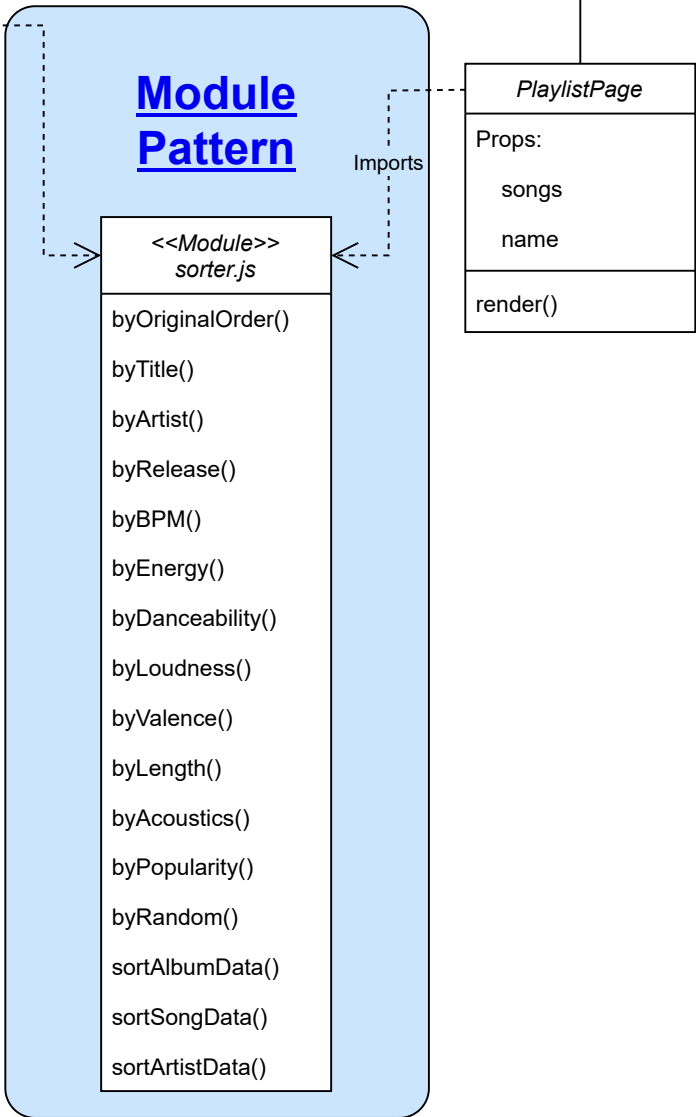 Module
Pattern
Imports
<<Module>>
sorter.js
byOriginalOrder()
byTitle()
byArtist()
byRelease()
byBPM()
byEnergy()
byDanceability()
byLoudness()
byValence()
byLength()
byAcoustics()
byPopularity()
byRandom()
sortAlbumData()
sortSongData()
sortArtistData()
PlaylistPage
Props:
songs
name
render()